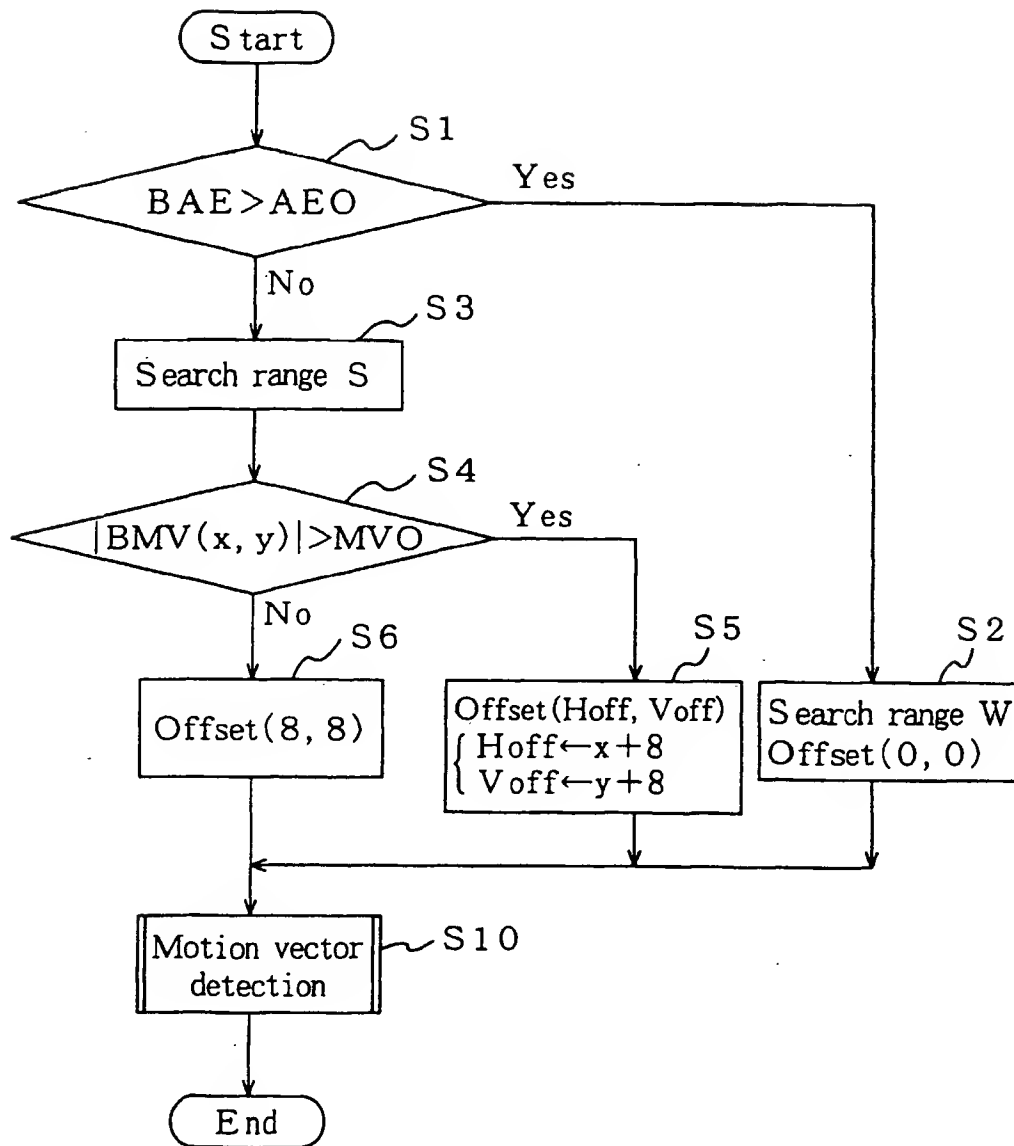 Start
S1
BAE>AEO
Yes
No
S3
Search range S
S4
|BMV(x, y)|>MVO
Yes
No
S6
Offset(8, 8)
S5
Offset(Hoff, Voff)
{ Hoff←x+8
Voff←y+8
S2
Search range W
Offset(0, 0)
Motion vector
detection
S10
End